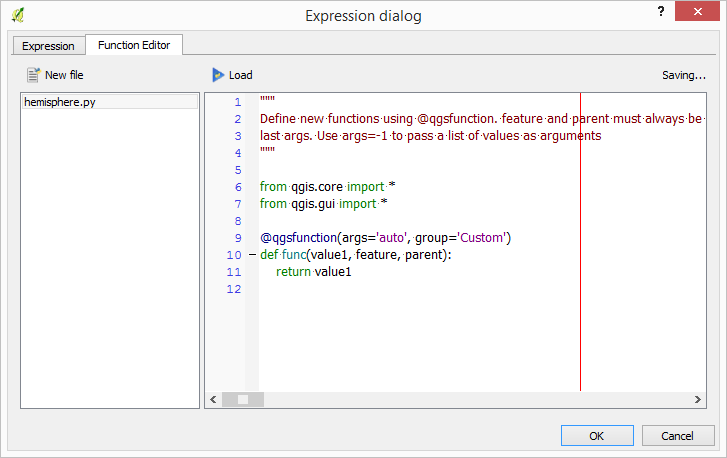 Expression dialog
? ×
Expression Function Editor
New file Load Saving...
hemisphere.py
1 """
2 Define new functions using @qgsfunction. feature and parent must always be
3 last args. Use args=-1 to pass a list of values as arguments
4 """
5
6 from qgis.core import *
7 from qgis.gui import *
8
9 @qgsfunction(args='auto', group='Custom')
10 def func(value1, feature, parent):
11 return value1
12
OK Cancel